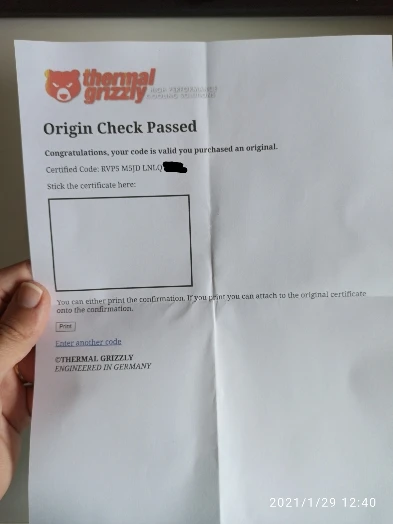 thermal
grizzly
HIGH PERFORMANCE
Origin Check Passed
Congratulations, your code is valid you purchased an original.
Certified Code: RVP5 M5JD LNLQ
Stick the certificate here:
You can either print the confirmation. If you print you can attach to the original certificate
onto the confirmation.
Print
Enter another code
©THERMAL GRIZZLY
ENGINEERED IN GERMANY
2021/1/29 12:40